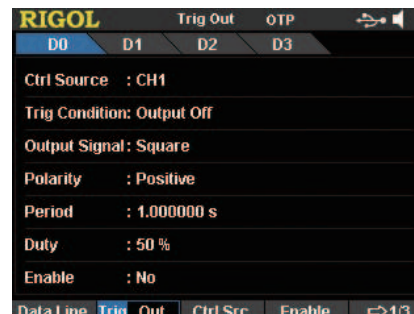 RIGOL Trig Out OTP
D0 D1 D2 D3
Ctrl Source : CH1
Trig Condition: Output Off
Output Signal: Square
Polarity : Positive
Period : 1.000000 s
Duty : 50 %
Enable : No
Data Line Trig Out Ctrl Src Enable 1/3